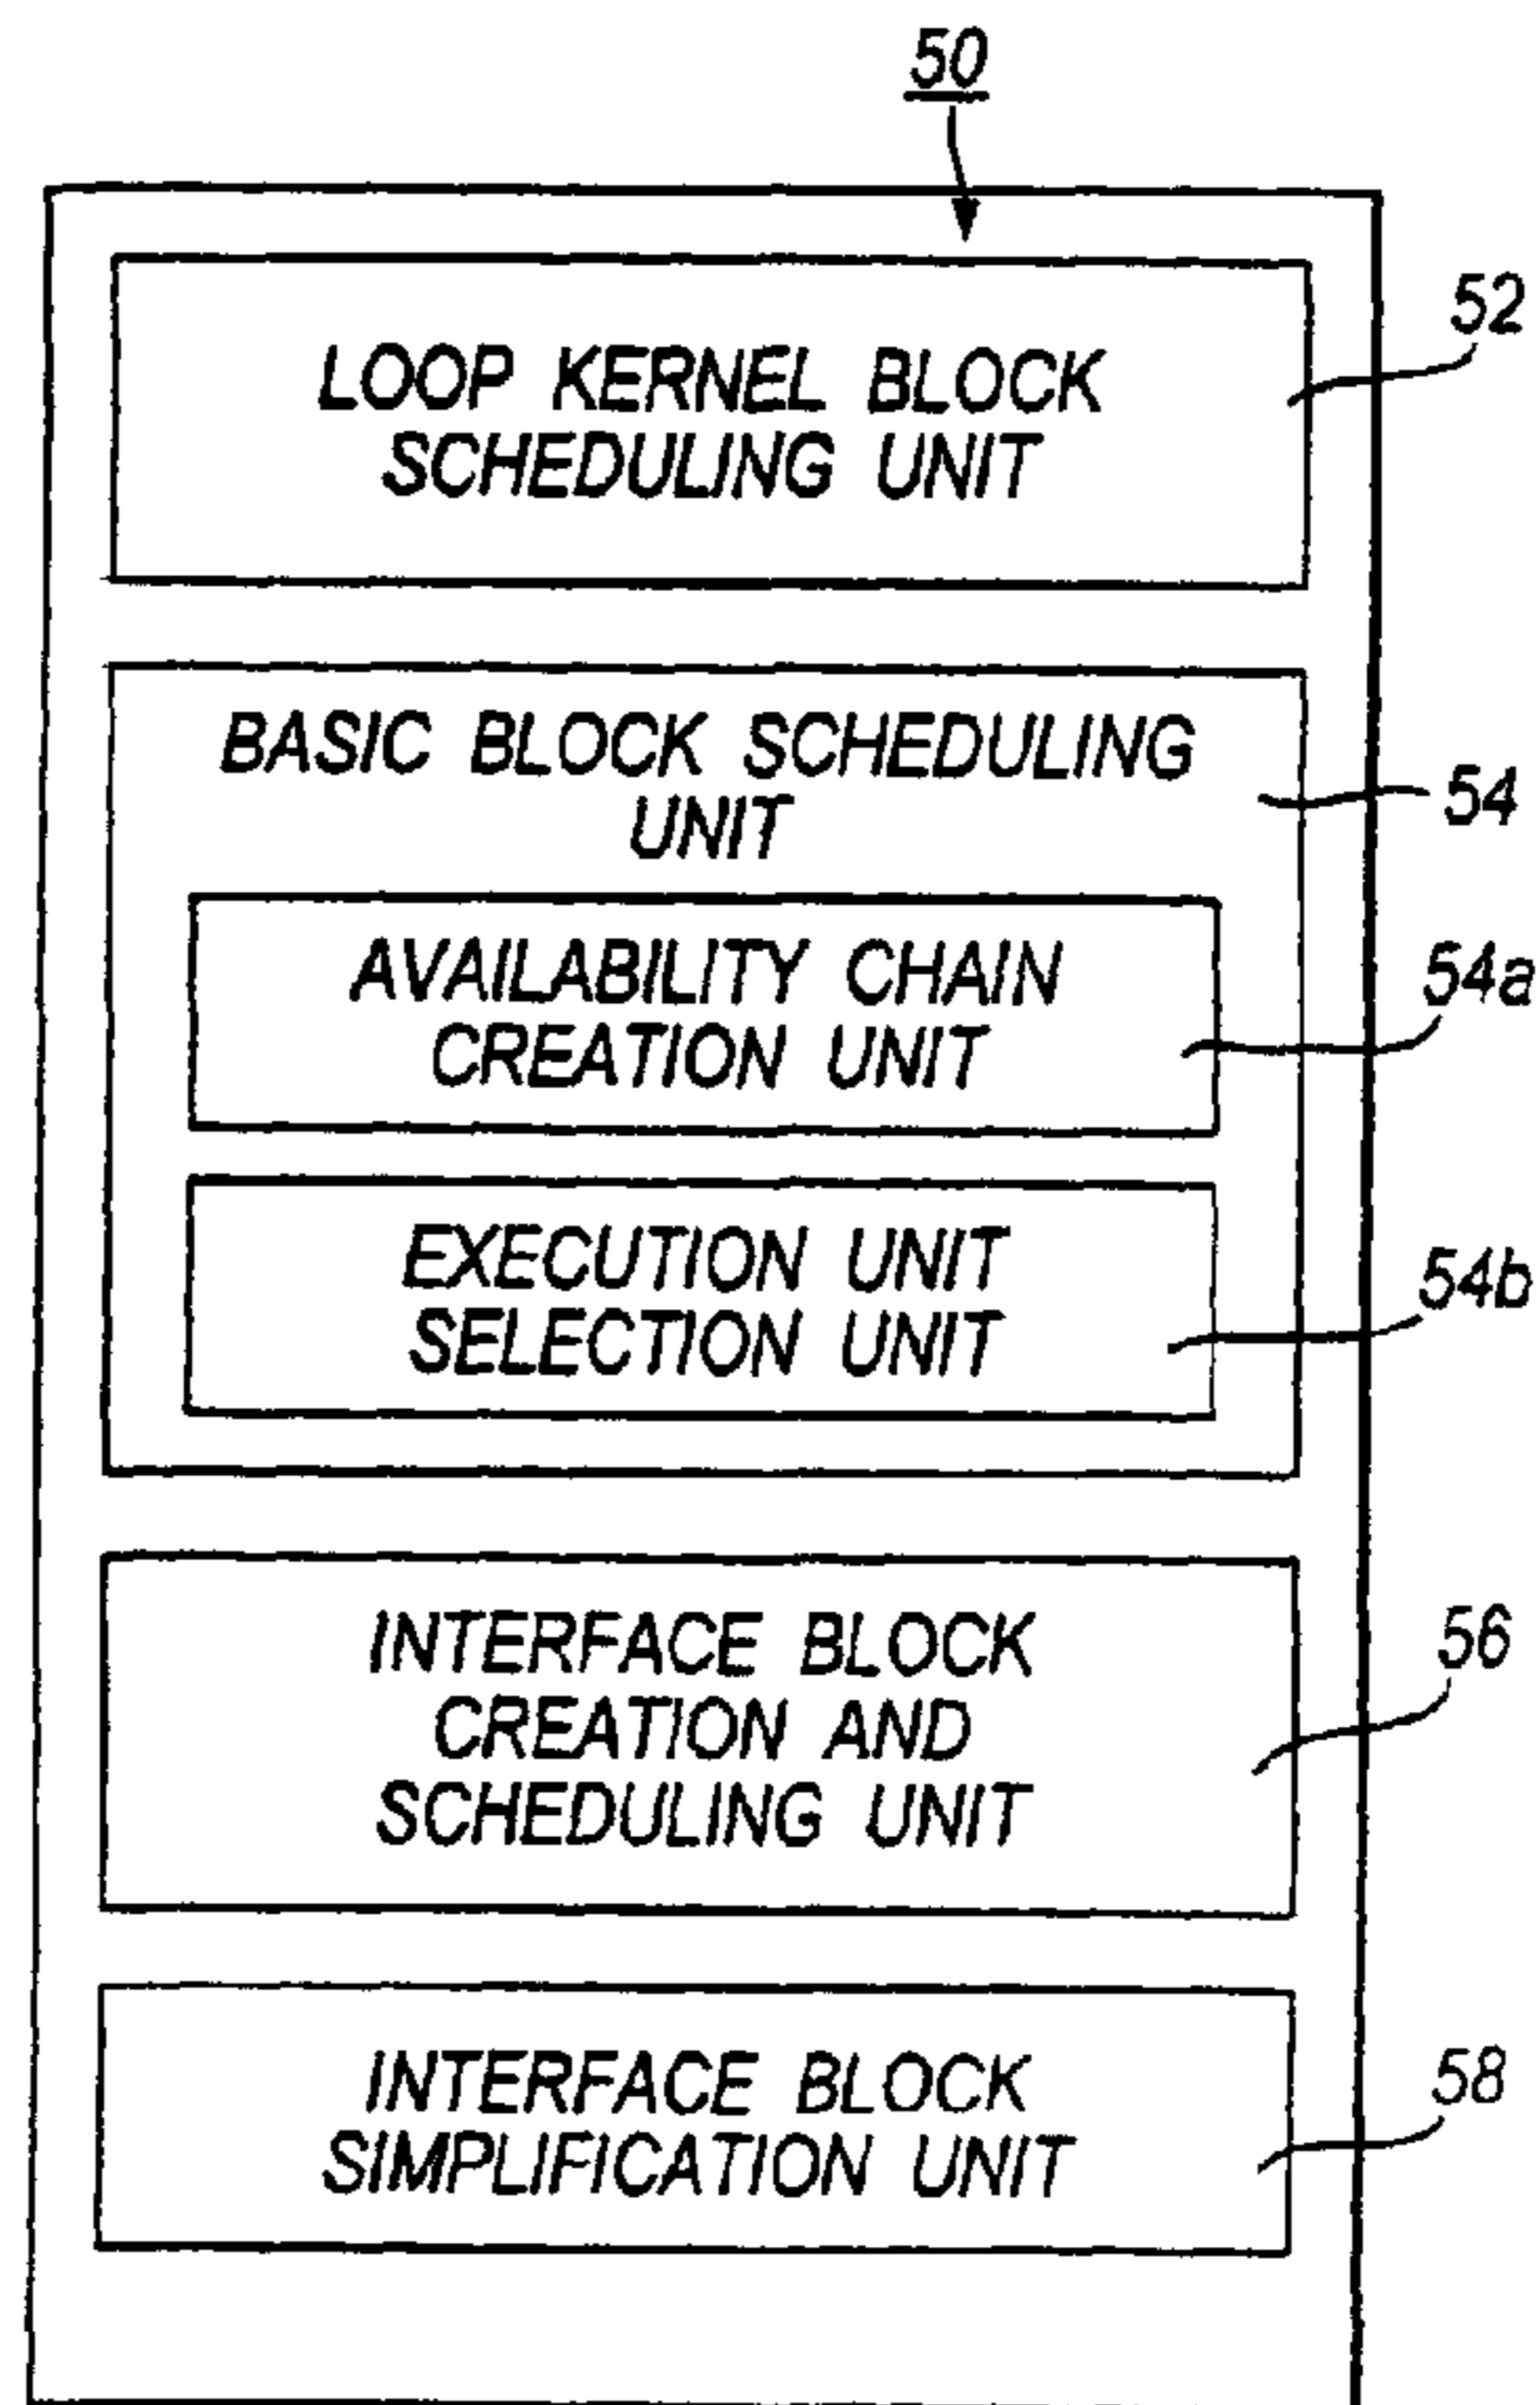 50
LOOP KERNEL BLOCK
SCHEDULING UNIT
52
BASIC BLOCK SCHEDULING
UNIT
54
AVAILABILITY CHAIN
CREATION UNIT
54a
EXECUTION UNIT
SELECTION UNIT
54b
INTERFACE BLOCK
CREATION AND
SCHEDULING UNIT
56
INTERFACE BLOCK
SIMPLIFICATION UNIT
58